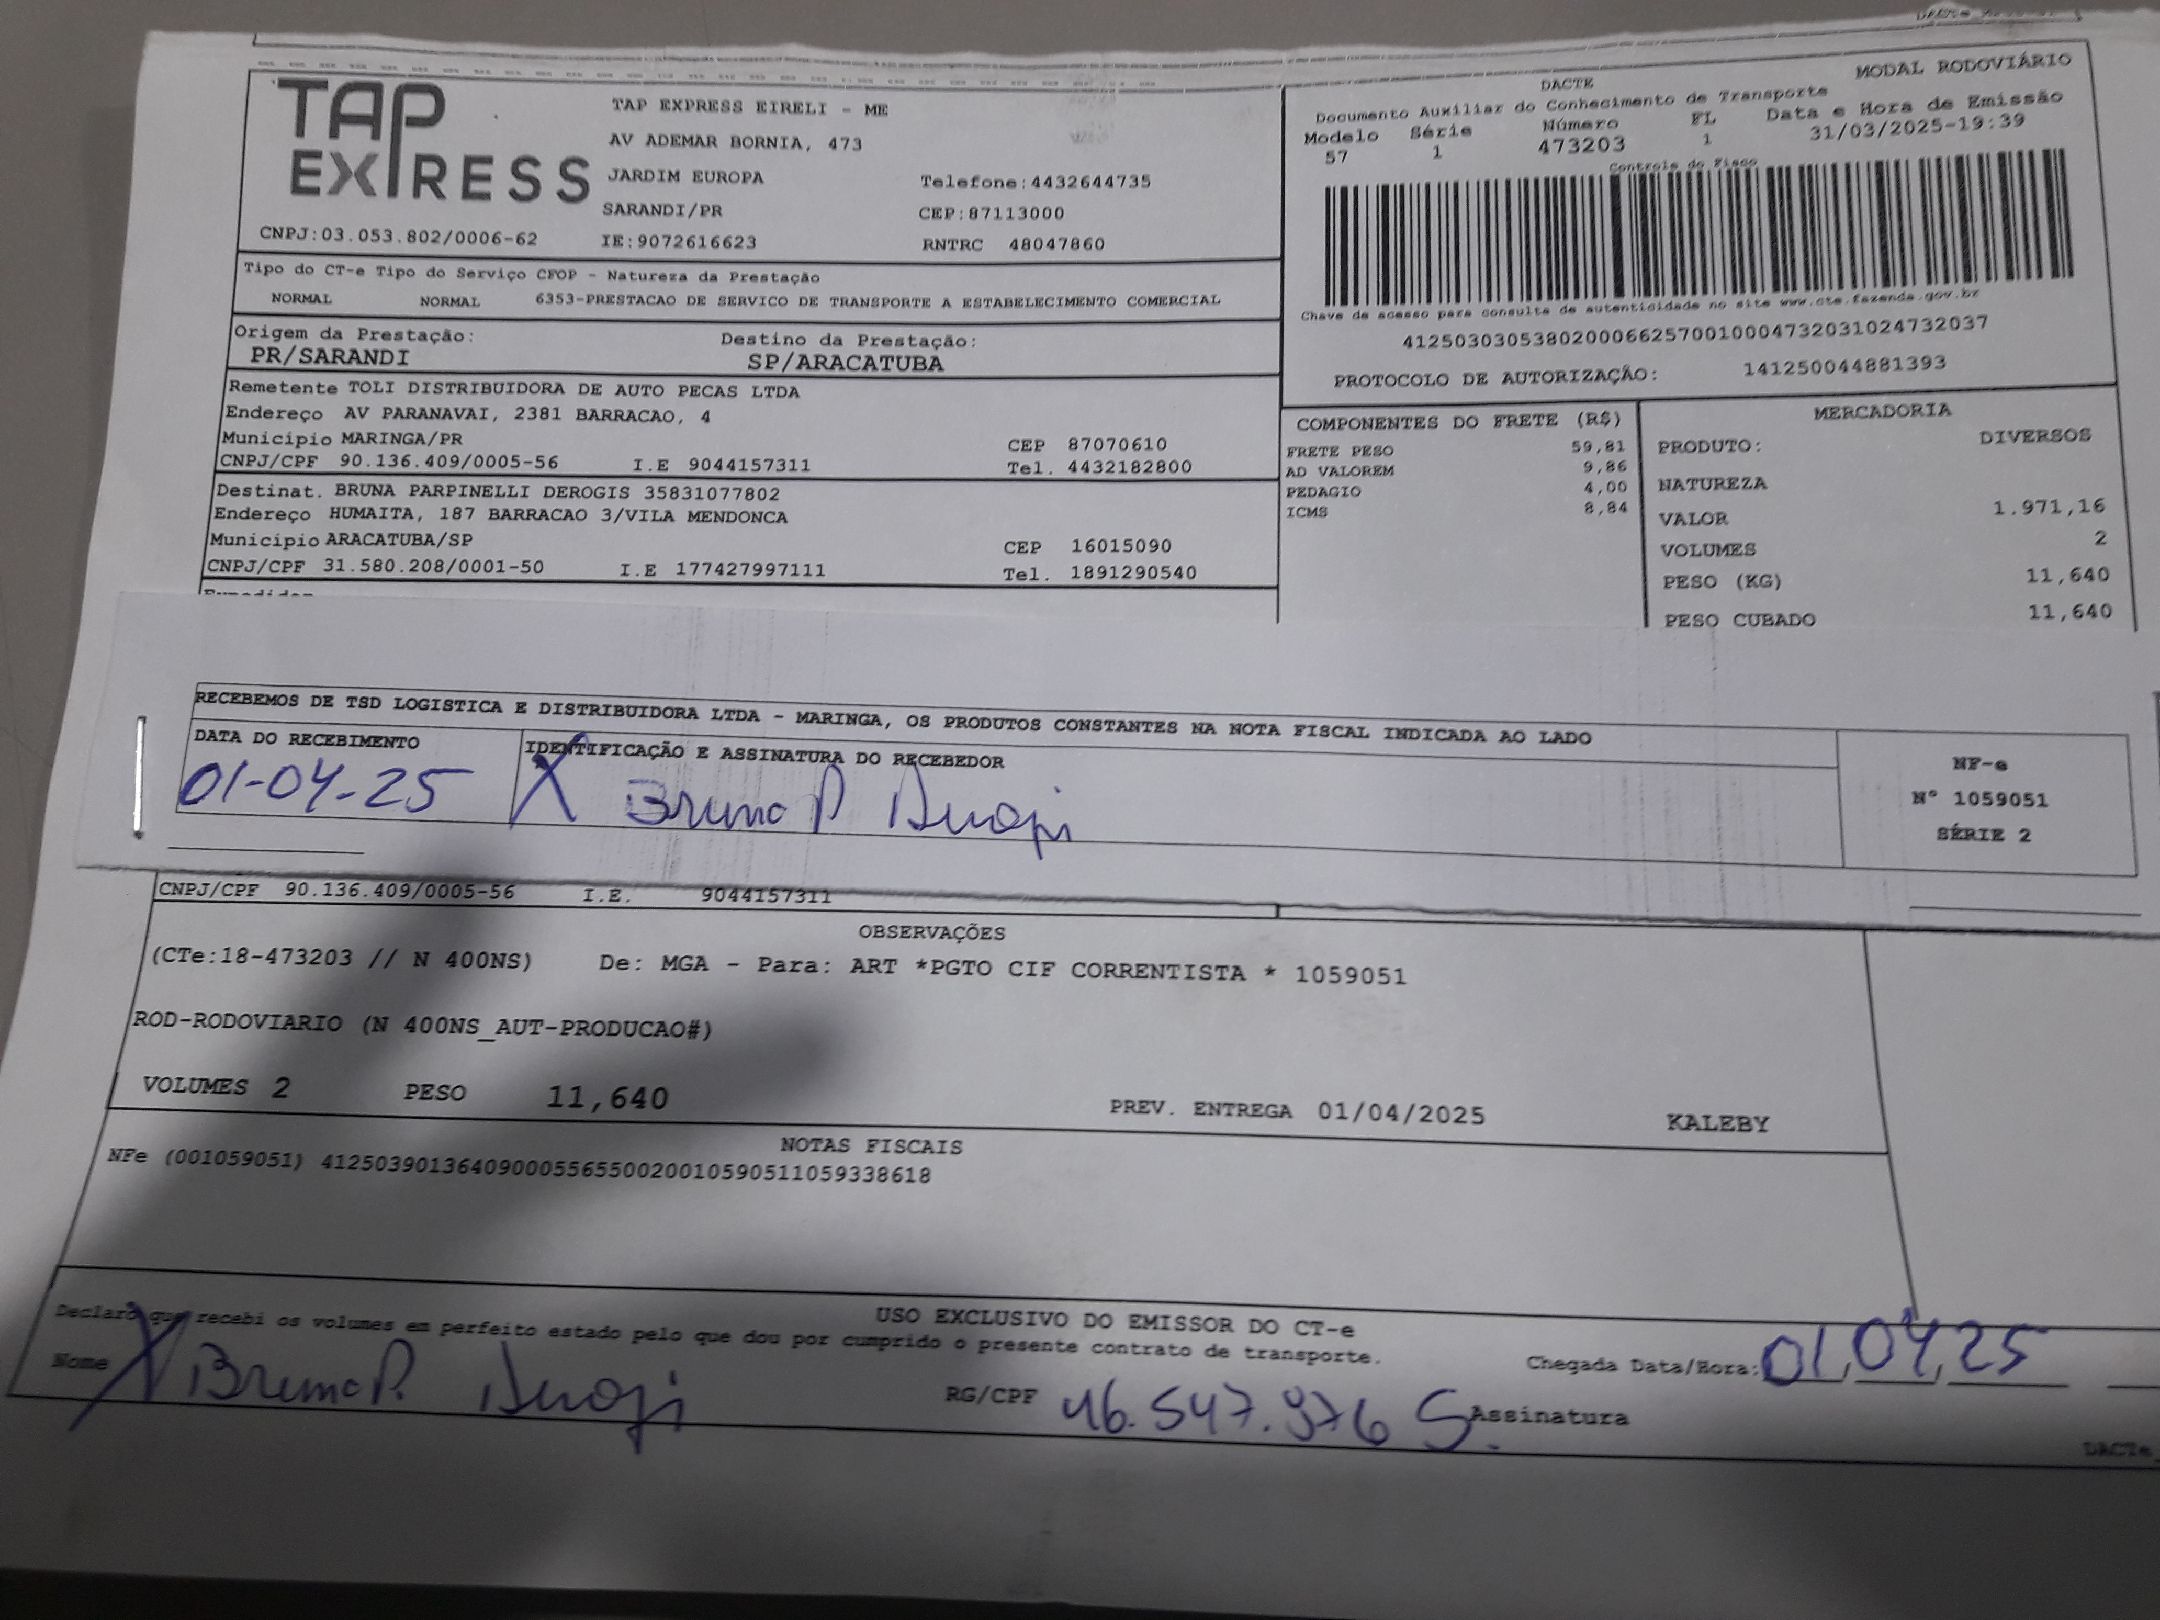 TAP EXPRESS
TAP EXPRESS EIRELI - ME
AV ADEMAR BORNIA, 473
JARDIM EUROPA Telefone:4432644735
SARANDI/PR CEP:87113000
CNPJ:03.053.802/0006-62 IE:9072616623 RNTRC 48047860
DACTE MODAL RODOVIÁRIO
Documento Auxiliar do Conhecimento de Transporte
Modelo Série Número FL Data e Hora de Emissão
57 1 473203 1 31/03/2025-19:39
Controle do Fisco
Chave de acesso para consulta de autenticidade no site www.cte.fazenda.gov.br
41250303053802000662570010004732031024732037
PROTOCOLO DE AUTORIZAÇÃO: 141250044881393
Tipo do CT-e Tipo do Serviço CFOP - Natureza da Prestação
NORMAL NORMAL 6353-PRESTACAO DE SERVICO DE TRANSPORTE A ESTABELECIMENTO COMERCIAL
Origem da Prestação: Destino da Prestação:
PR/SARANDI SP/ARACATUBA
Remetente TOLI DISTRIBUIDORA DE AUTO PECAS LTDA
Endereço AV PARANAVAI, 2381 BARRACAO, 4
Municipio MARINGA/PR CEP 87070610
CNPJ/CPF 90.136.409/0005-56 I.E 9044157311 Tel. 4432182800
Destinat. BRUNA PARPINELLI DEROGIS 35831077802
Endereço HUMAITA, 187 BARRACAO 3/VILA MENDONCA
Municipio ARACATUBA/SP CEP 16015090
CNPJ/CPF 31.580.208/0001-50 I.E 177427997111 Tel. 1891290540
COMPONENTES DO FRETE (R$)
FRETE PESO 59,81
AD VALOREM 9,86
PEDAGIO 4,00
ICMS 8,84
MERCADORIA
PRODUTO: DIVERSOS
NATUREZA
VALOR 1.971,16
VOLUMES 2
PESO (KG) 11,640
PESO CUBADO 11,640
RECEBEMOS DE TSD LOGISTICA E DISTRIBUIDORA LTDA - MARINGA, OS PRODUTOS CONSTANTES NA NOTA FISCAL INDICADA AO LADO
DATA DO RECEBIMENTO IDENTIFICAÇÃO E ASSINATURA DO RECEBEDOR
01-04-25 X Bruno P.
NF-e
Nº 1059051
SÉRIE 2
CNPJ/CPF 90.136.409/0005-56 I.E. 9044157311
OBSERVAÇÕES
(CTe:18-473203 // N 400NS) De: MGA - Para: ART *PGTO CIF CORRENTISTA * 1059051
ROD-RODOVIARIO (N 400NS_AUT-PRODUCAO#)
VOLUMES 2 PESO 11,640 PREV. ENTREGA 01/04/2025 KALEBY
NOTAS FISCAIS
NFe (001059051) 41250390136409000556550020010590511059338618
USO EXCLUSIVO DO EMISSOR DO CT-e
Declaro que recebi os volumes em perfeito estado pelo que dou por cumprido o presente contrato de transporte.
Nome X Bruno P. RG/CPF 46.547.976 5. Assinatura
Chegada Data/Hora: 01,04,25
DACTe